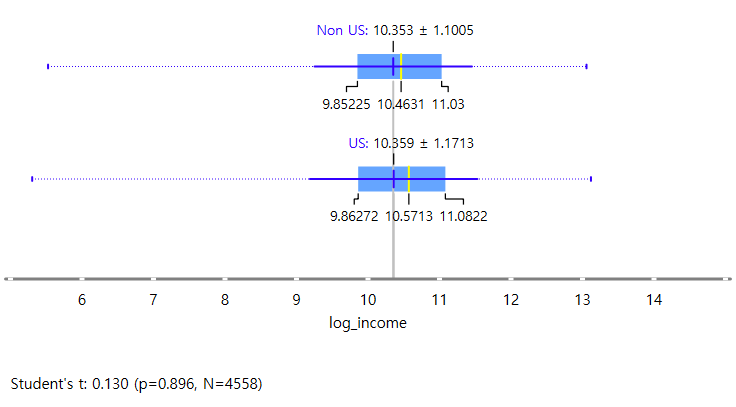 Non US: 10.353 ± 1.1005
9.85225 10.4631 11.03
US: 10.359 ± 1.1713
9.86272 10.5713 11.0822
6 7 8 9 10 11 12 13 14
log_income
Student's t: 0.130 (p=0.896, N=4558)